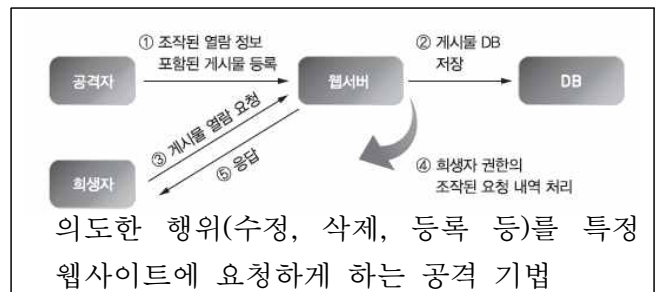 ① 조작된 열람 정보
포함된 게시물 등록
② 게시물 DB
저장
공격자
웹서버
DB
③ 게시물 열람 요청
⑤ 응답
희생자
④ 희생자 권한의
조작된 요청 내역 처리
의도한 행위(수정, 삭제, 등록 등)를 특정
웹사이트에 요청하게 하는 공격 기법